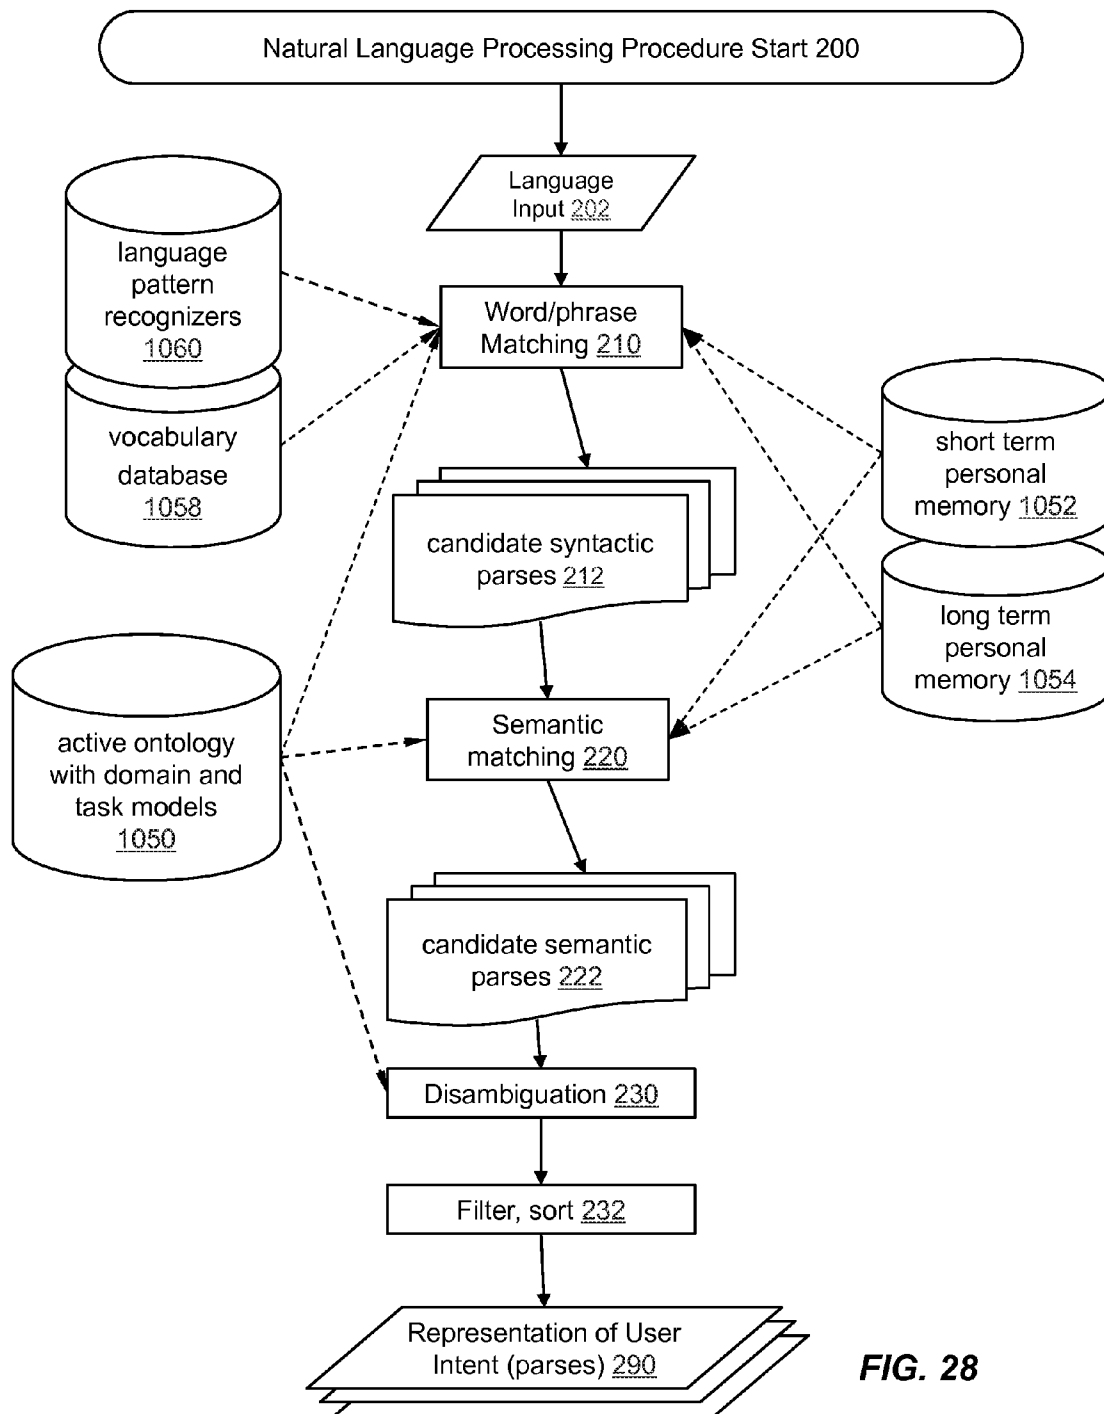 Natural Language Processing Procedure Start 200
Language
Input 202
language
pattern
recognizers
1060
Word/phrase
Matching 210
vocabulary
database
1058
short term
personal
memory 1052
candidate syntactic
parses 212
long term
personal
memory 1054
active ontology
with domain and
task models
1050
Semantic
matching 220
candidate semantic
parses 222
Disambiguation 230
Filter, sort 232
Representation of User
Intent (parses) 290
FIG. 28